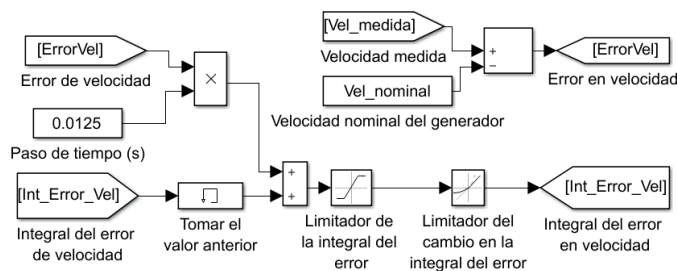 [ErrorVel]
Error de velocidad
×
0.0125
Paso de tiempo (s)
[Vel_medida]
Velocidad medida
Vel_nominal
Velocidad nominal del generador
+
−
[ErrorVel]
Error en velocidad
[Int_Error_Vel]
Integral del error
de velocidad
Tomar el
valor anterior
+
+
Limitador de
la integral del
error
Limitador del
cambio en la
integral del error
[Int_Error_Vel]
Integral del error
en velocidad